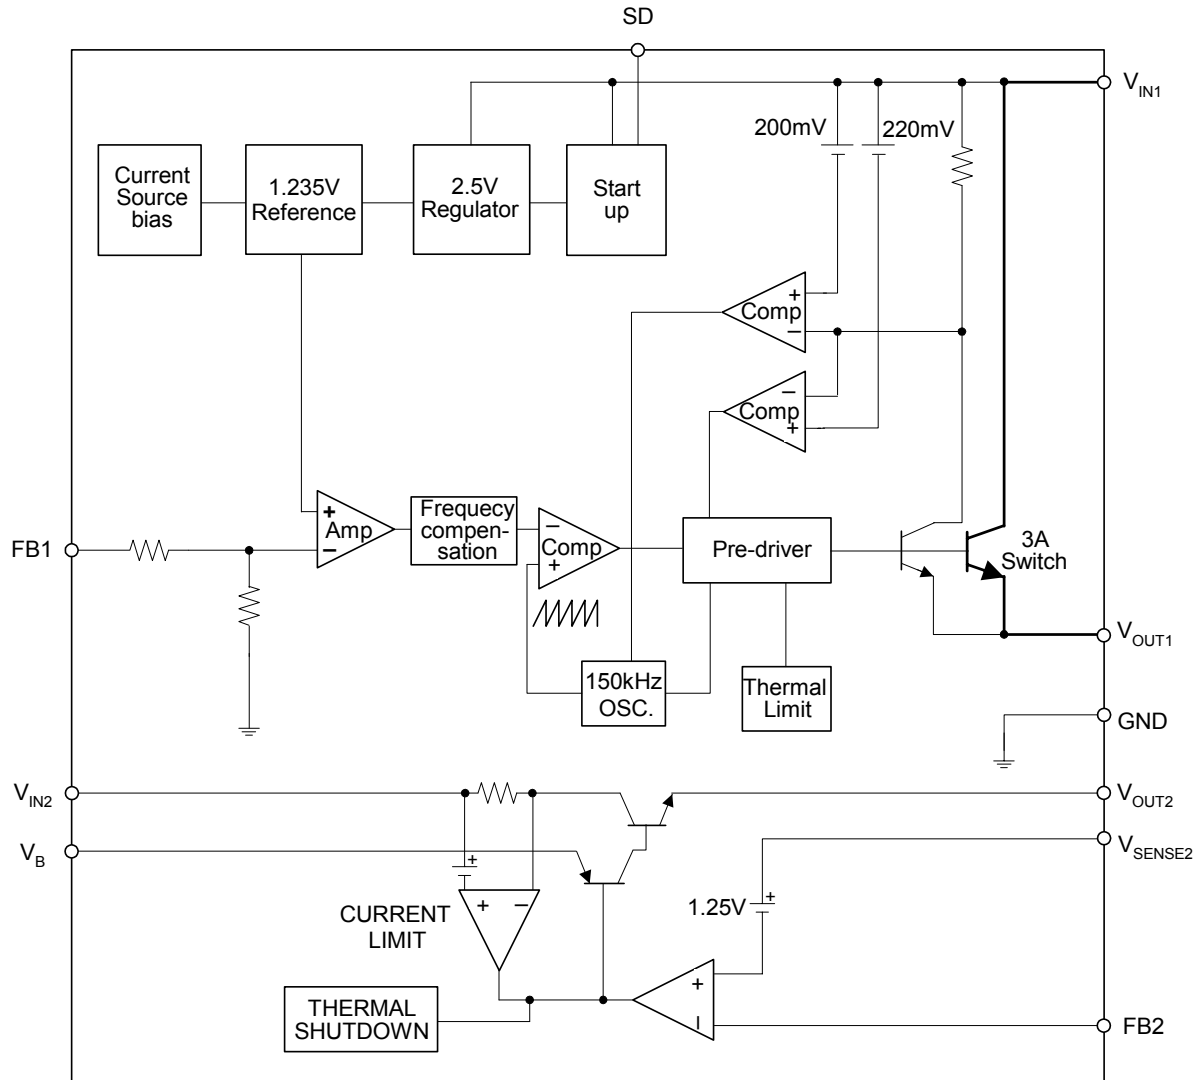 SD
V_IN1
200mV
220mV
Current
Source
bias
1.235V
Reference
2.5V
Regulator
Start
up
+
Comp
−
−
Comp
+
FB1
+
Amp
−
Frequecy
compen-
sation
−
Comp
+
Pre-driver
3A
Switch
V_OUT1
150kHz
OSC.
Thermal
Limit
GND
V_IN2
V_OUT2
V_B
V_SENSE2
+
+ −
CURRENT
LIMIT
1.25V
+
+
−
THERMAL
SHUTDOWN
FB2